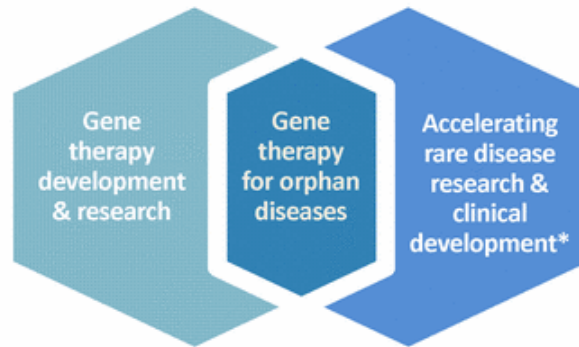 Gene
therapy
development
& research
Gene
therapy
for orphan
diseases
Accelerating
rare disease
research &
clinical
development*